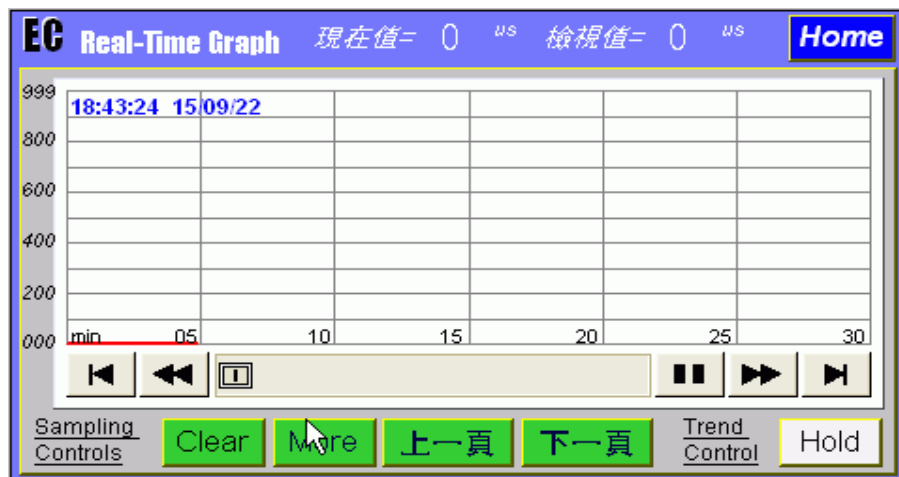 EC Real-Time Graph 現在值= 0 us 檢視值= 0 us Home
999
18:43:24 15/09/22
800
600
400
200
000 min 05 10 15 20 25 30
Sampling Controls Clear More 上一頁 下一頁 Trend Control Hold